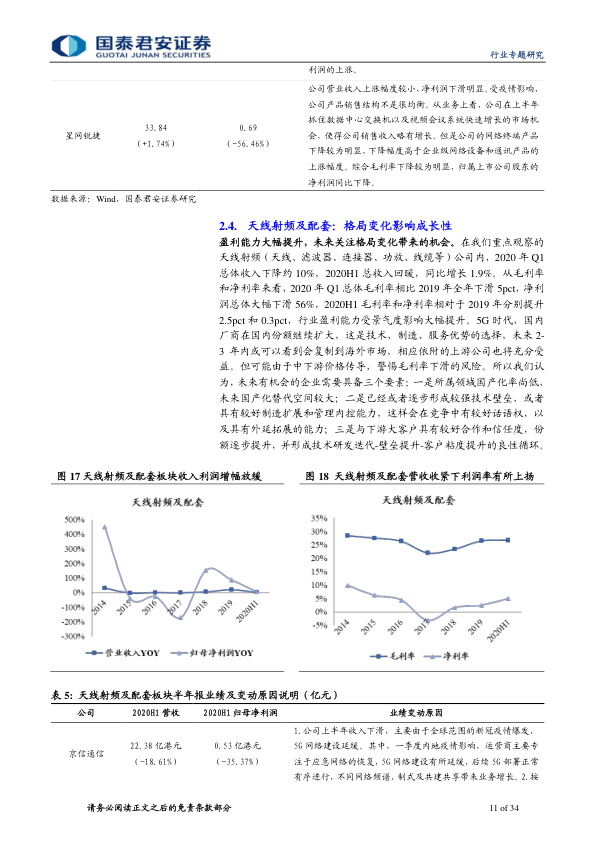 国泰君安证券
GUOTAI JUNAN SECURITIES
行业专题研究
利润的上涨。
星网锐捷
33.84
(+1.74%)
0.69
(-56.46%)
公司营业收入上涨幅度较小,净利润下滑明显。受疫情影响,
公司产品销售结构不是很均衡。从业务上看,公司在上半年
抓住数据中心交换机以及视频会议系统快速增长的市场机
会,使得公司销售收入略有增长。但是公司的网络终端产品
下降较为明显,下降幅度高于企业级网络设备和通讯产品的
上涨幅度。综合毛利率下降较为明显,归属上市公司股东的
净利润同比下降。
数据来源:Wind,国泰君安证券研究
2.4. 天线射频及配套:格局变化影响成长性
盈利能力大幅提升,未来关注格局变化带来的机会。在我们重点观察的
天线射频(天线、滤波器、连接器、功放、线缆等)公司内,2020 年 Q1
总体收入下降约 10%、2020H1 总收入回暖,同比增长 1.9%。从毛利率
和净利率来看,2020 年 Q1 总体毛利率相比 2019 年全年下滑 5pct,净利
润总体大幅下滑 56%,2020H1 毛利率和净利率相对于 2019 年分别提升
2.5pct 和 0.3pct,行业盈利能力受景气度影响大幅提升。5G 时代,国内
厂商在国内份额继续扩大,这是技术、制造、服务优势的选择,未来 2-
3 年内或可以看到会复制到海外市场,相应依附的上游公司也将充分受
益。但可能由于中下游价格传导,警惕毛利率下滑的风险。所以我们认
为,未来有机会的企业需要具备三个要素:一是所属领域国产化率尚低,
未来国产化替代空间较大;二是已经或者逐步形成较强技术壁垒,或者
具有较好制造扩展和管理内控能力,这样会在竞争中有较好话语权,以
及具有外延拓展的能力;三是与下游大客户具有较好合作和信任度,份
额逐步提升,并形成技术研发迭代-壁垒提升-客户粘度提升的良性循环。
图 17 天线射频及配套板块收入利润增幅放缓
天线射频及配套
500%
400%
300%
200%
100%
0%
-100%
-200%
-300%
2014
2015
2016
2017
2018
2019
2020H1
营业收入YOY
归母净利润YOY
图 18 天线射频及配套营收收紧下利润率有所上扬
天线射频及配套
35%
30%
25%
20%
15%
10%
5%
0%
-5%
2014
2015
2016
2017
2018
2019
2020H1
毛利率
净利率
表 5: 天线射频及配套板块半年报业绩及变动原因说明(亿元)
公司
2020H1 营收
2020H1 归母净利润
业绩变动原因
京信通信
22.38 亿港元
(-18.61%)
0.53 亿港元
(-35.37%)
1.公司上半年收入下滑,主要由于全球范围的新冠疫情爆发,
5G 网络建设延缓。其中,一季度内地疫情影响,运营商主要专
注于应急网络的恢复,5G 网络建设有所延缓,后续 5G 部署正常
有序进行,不同网络频谱、制式及共建共享带来业务增长。2.按
请务必阅读正文之后的免责条款部分
11 of 34